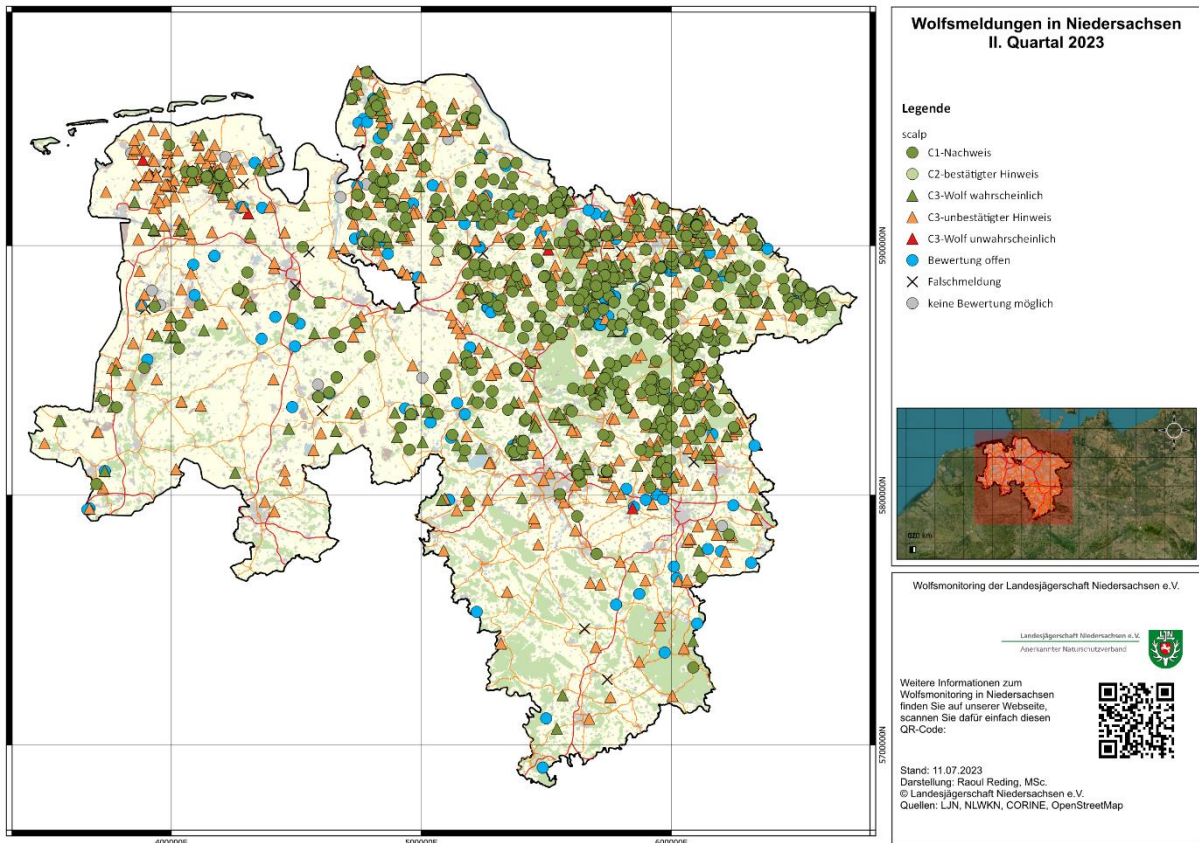 Wolfsmeldungen in Niedersachsen
II. Quartal 2023
Legende
scalp
C1-Nachweis
C2-bestätigter Hinweis
C3-Wolf wahrscheinlich
C3-unbestätigter Hinweis
C3-Wolf unwahrscheinlich
Bewertung offen
Falschmeldung
keine Bewertung möglich
5900000N
5800000N
5700000N
400000E
500000E
600000E
Wolfsmonitoring der Landesjägerschaft Niedersachsen e.V.
Landesjägerschaft Niedersachsen e.V.
Anerkannter Naturschutzverband
LJN
Weitere Informationen zum
Wolfsmonitoring in Niedersachsen
finden Sie auf unserer Webseite,
scannen Sie dafür einfach diesen
QR-Code:
Stand: 11.07.2023
Darstellung: Raoul Reding, MSc.
© Landesjägerschaft Niedersachsen e.V.
Quellen: LJN, NLWKN, CORINE, OpenStreetMap